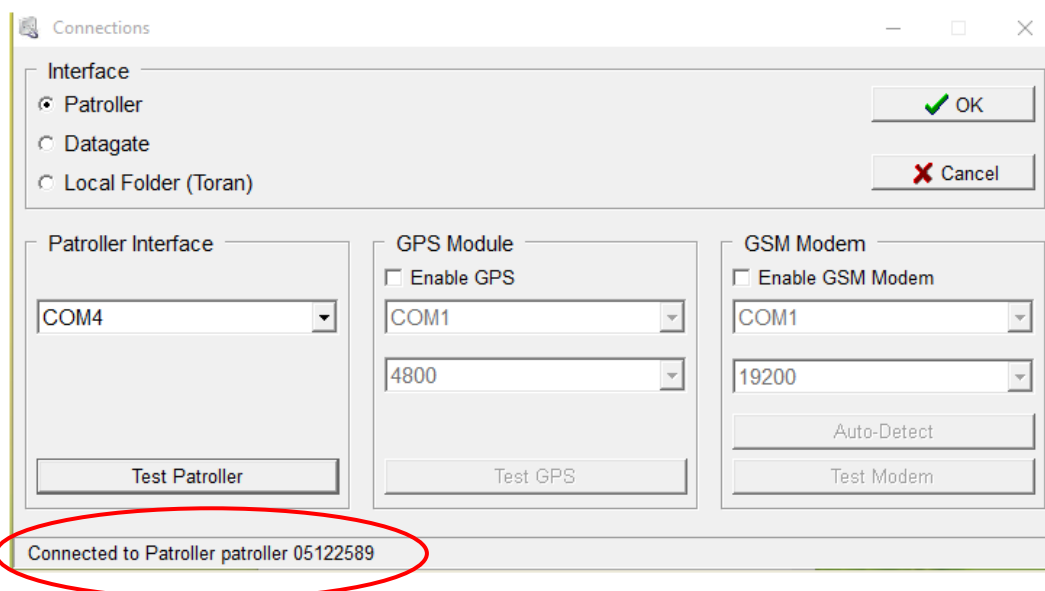 Connections
Interface
Patroller
Datagate
Local Folder (Toran)
OK
Cancel
Patroller Interface
COM4
Test Patroller
GPS Module
Enable GPS
COM1
4800
Test GPS
GSM Modem
Enable GSM Modem
COM1
19200
Auto-Detect
Test Modem
Connected to Patroller patroller 05122589